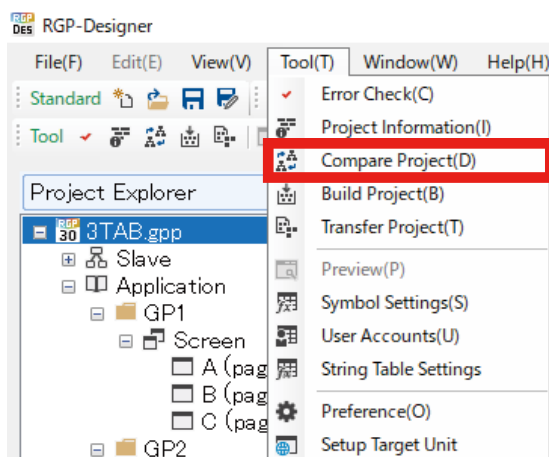 RGP Des RGP-Designer
File(F) Edit(E) View(V) Tool(T) Window(W) Help(H)
Standard
Tool
Error Check(C)
Project Information(I)
Compare Project(D)
Build Project(B)
Transfer Project(T)
Preview(P)
Symbol Settings(S)
User Accounts(U)
String Table Settings
Preference(O)
Setup Target Unit
Project Explorer
RGP 30 3TAB.gpp
Slave
Application
GP1
Screen
A (pag
B (pag
C (pag
GP2